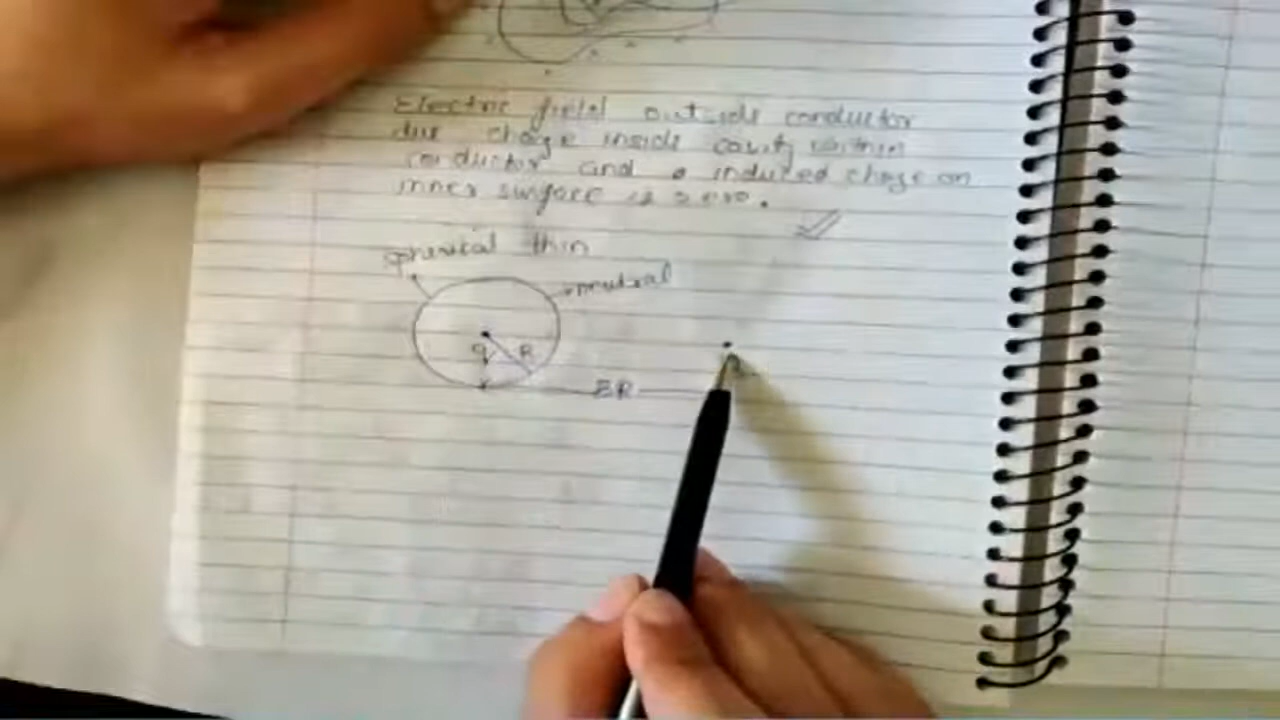 Electric field outside conductor
due charge inside cavity within
conductor and induced charge on
inner surface is zero.
spherical thin
neutral
q R
8R